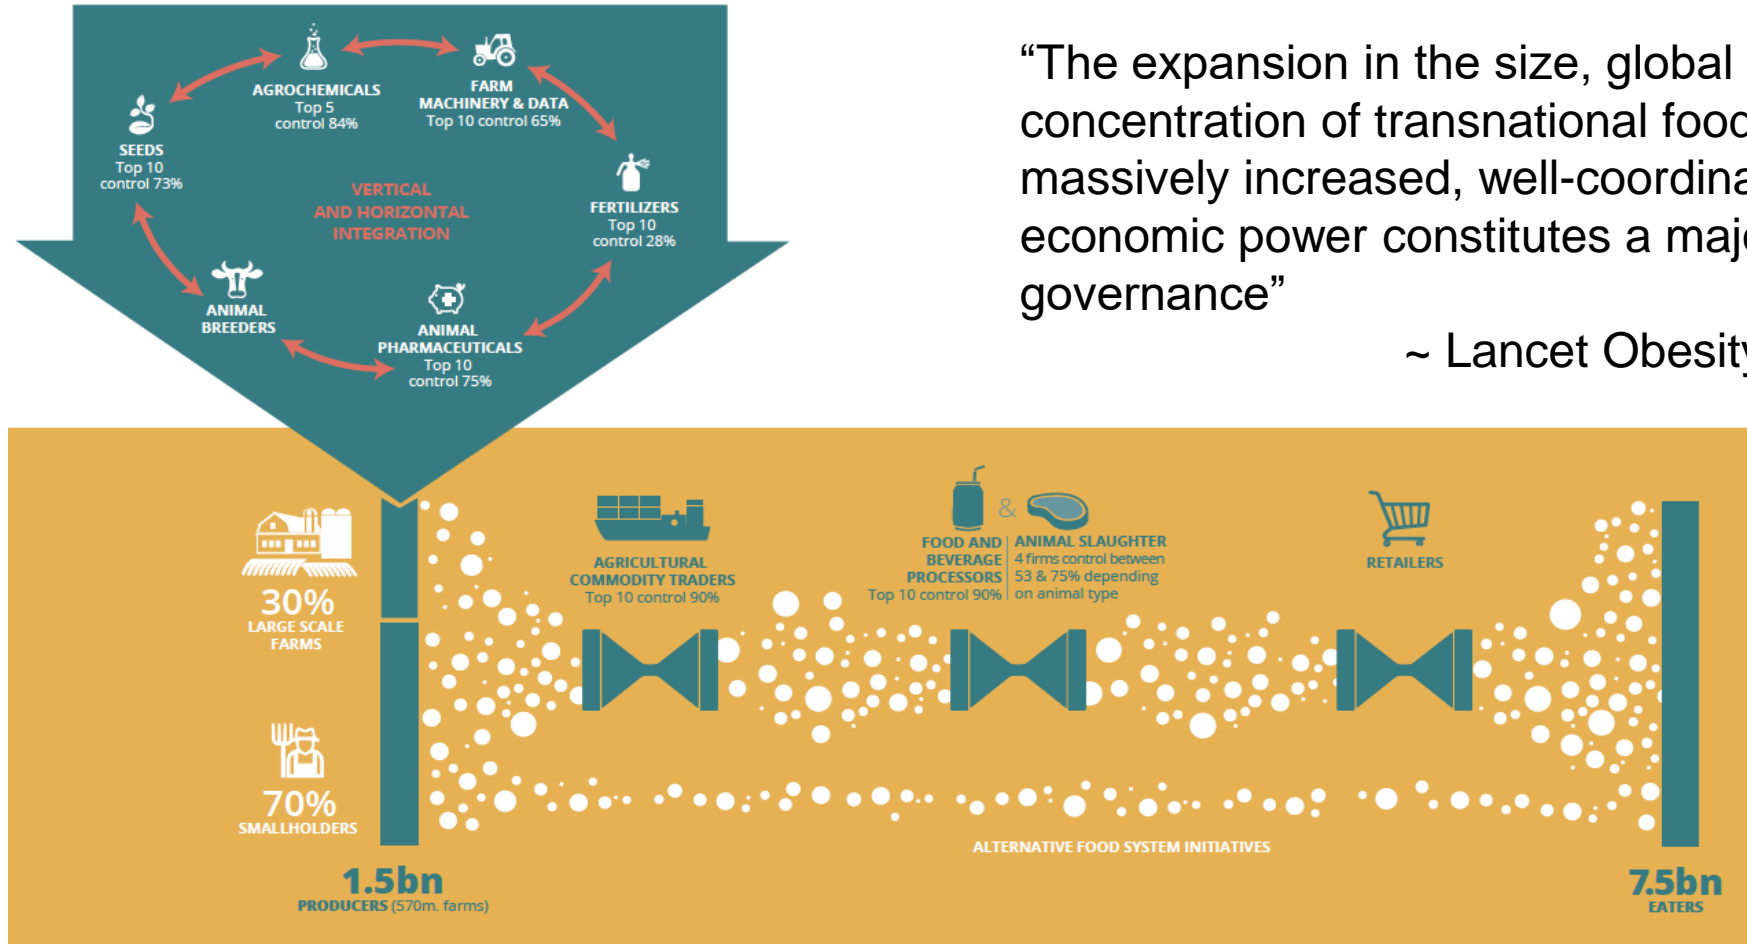 AGROCHEMICALS
Top 5
control 84%
FARM
MACHINERY & DATA
Top 10 control 65%
SEEDS
Top 10
control 73%
VERTICAL
AND HORIZONTAL
INTEGRATION
FERTILIZERS
Top 10
control 28%
ANIMAL
BREEDERS
ANIMAL
PHARMACEUTICALS
Top 10
control 75%
“The expansion in the size, global
concentration of transnational food
massively increased, well-coordina
economic power constitutes a maj
governance”
~ Lancet Obesity
30%
LARGE SCALE
FARMS
70%
SMALLHOLDERS
1.5bn
PRODUCERS (570m. farms)
AGRICULTURAL
COMMODITY TRADERS
Top 10 control 90%
&
FOOD AND
BEVERAGE
PROCESSORS
Top 10 control 90%
ANIMAL SLAUGHTER
4 firms control between
53 & 75% depending
on animal type
RETAILERS
ALTERNATIVE FOOD SYSTEM INITIATIVES
7.5bn
EATERS